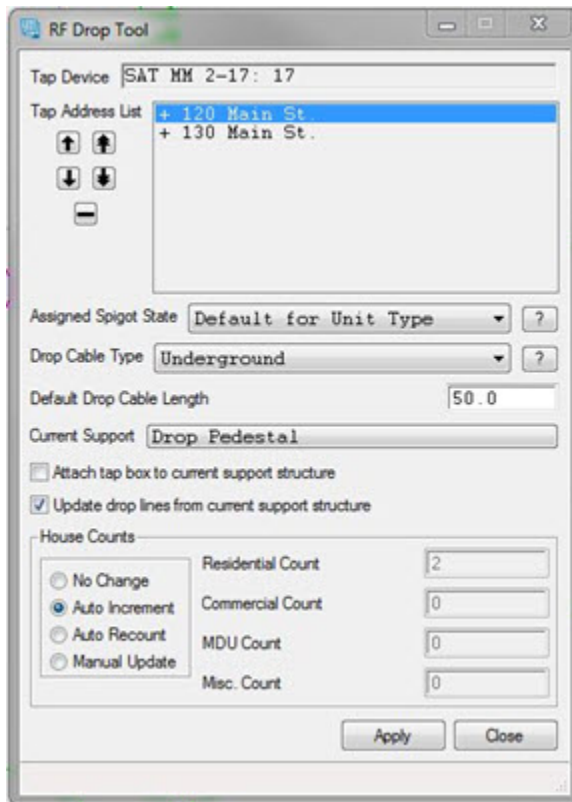 RF Drop Tool
Tap Device SAT MM 2-17: 17
Tap Address List + 120 Main St.
+ 130 Main St.
Assigned Spigot State Default for Unit Type ?
Drop Cable Type Underground ?
Default Drop Cable Length 50.0
Current Support Drop Pedestal
Attach tap box to current support structure
Update drop lines from current support structure
House Counts
No Change
Auto Increment
Auto Recount
Manual Update
Residential Count 2
Commercial Count 0
MDU Count 0
Misc. Count 0
Apply Close